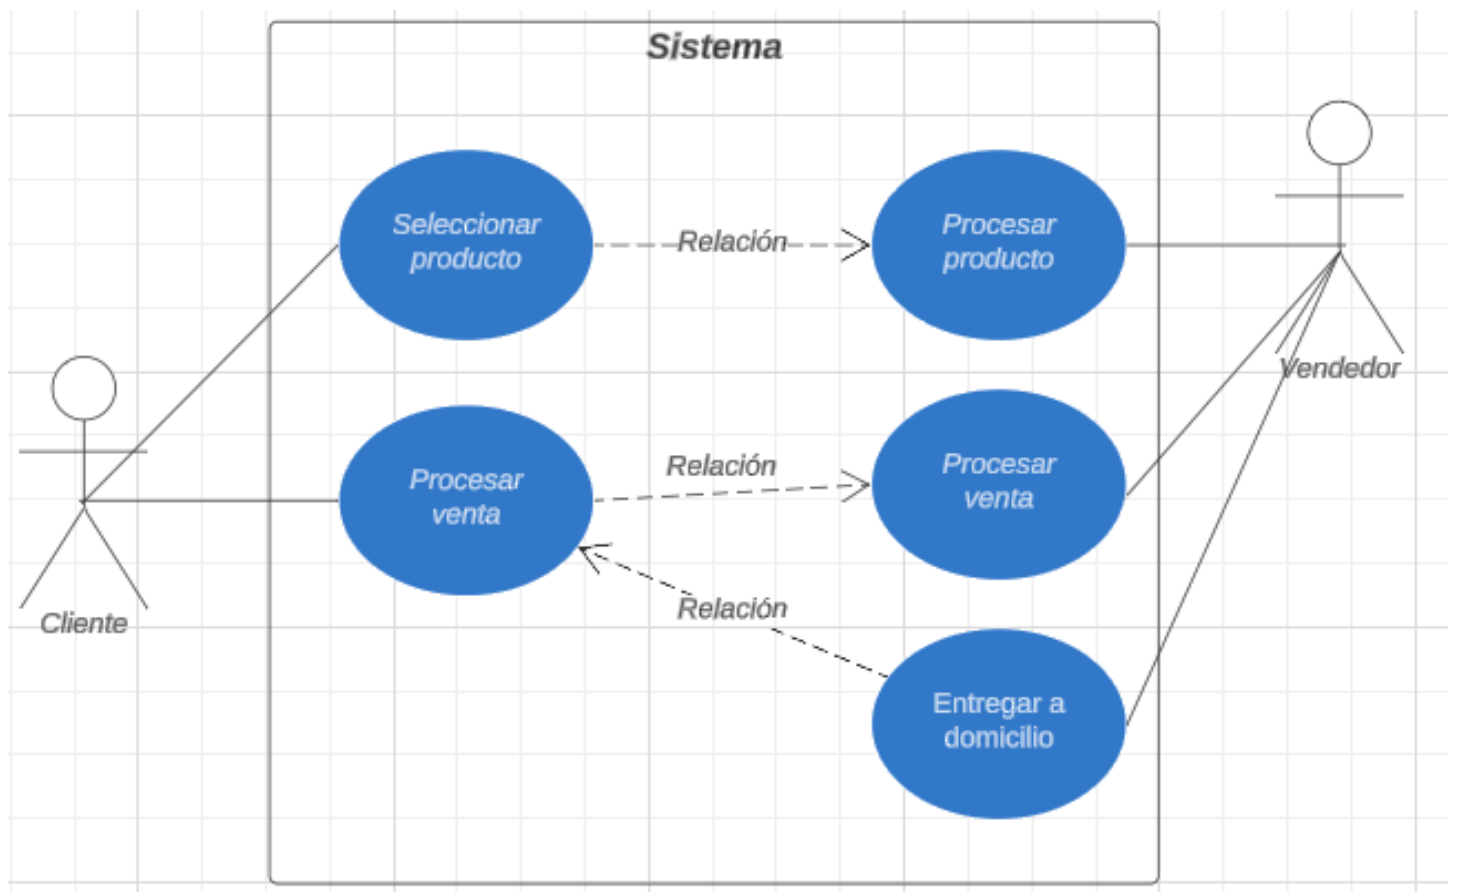 Sistema
Seleccionar
producto
Relación
Procesar
producto
Vendedor
Procesar
venta
Relación
Procesar
venta
Relación
Cliente
Entregar a
domicilio